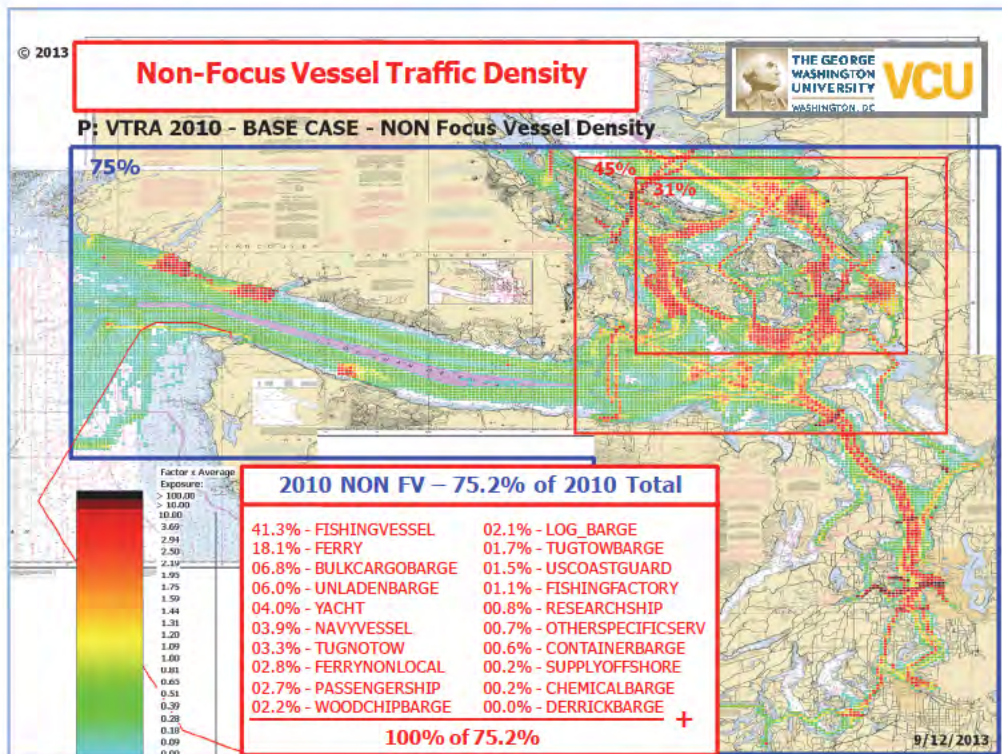 © 2013
Non-Focus Vessel Traffic Density
THE GEORGE
WASHINGTON
UNIVERSITY
WASHINGTON, DC
VCU
P: VTRA 2010 - BASE CASE - NON Focus Vessel Density
75%
45%
31%
Factor x Average
Exposure:
> 100.00
> 10.00
10.00
3.69
2.94
2.50
2.19
1.95
1.75
1.59
1.44
1.31
1.20
1.09
1.00
0.81
0.65
0.51
0.39
0.28
0.18
0.09
0.00
2010 NON FV – 75.2% of 2010 Total
41.3% - FISHINGVESSEL
18.1% - FERRY
06.8% - BULKCARGOBARGE
06.0% - UNLADENBARGE
04.0% - YACHT
03.9% - NAVYVESSEL
03.3% - TUGNOTOW
02.8% - FERRYNONLOCAL
02.7% - PASSENGERSHIP
02.2% - WOODCHIPBARGE
02.1% - LOG_BARGE
01.7% - TUGTOWBARGE
01.5% - USCOASTGUARD
01.1% - FISHINGFACTORY
00.8% - RESEARCHSHIP
00.7% - OTHERSPECIFICSERV
00.6% - CONTAINERBARGE
00.2% - SUPPLYOFFSHORE
00.2% - CHEMICALBARGE
00.0% - DERRICKBARGE
+
100% of 75.2%
9/12/2013